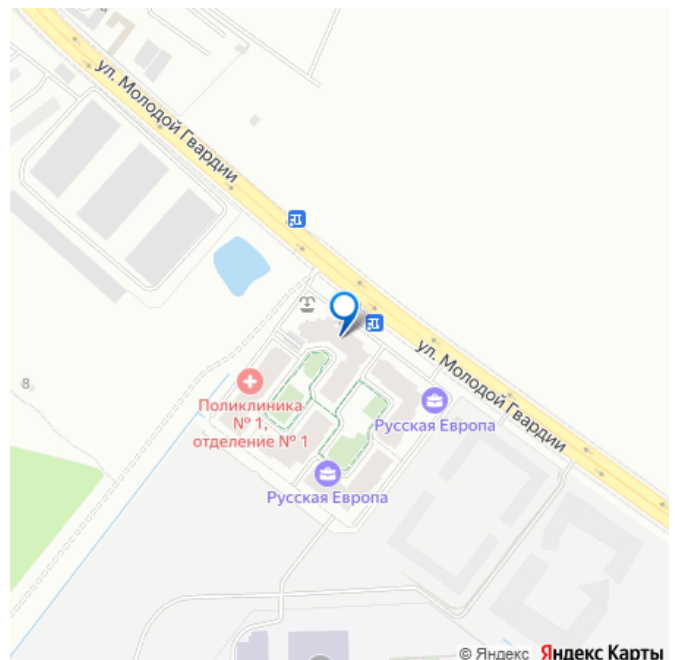 ул. Молодой Гвардии
ул. Молодой Гвардии
8
Поликлиника
№ 1,
отделение № 1
Русская Европа
Русская Европа
© Яндекс Яндекс Карты